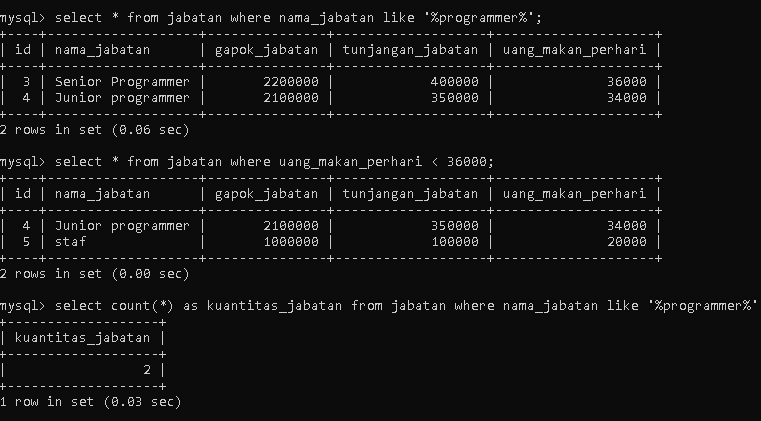 mysql> select * from jabatan where nama_jabatan like '%programmer%';
+----+-------------------+---------------+-------------------+--------------------+
| id | nama_jabatan      | gapok_jabatan | tunjangan_jabatan | uang_makan_perhari |
+----+-------------------+---------------+-------------------+--------------------+
|  3 | Senior Programmer |       2200000 |            400000 |              36000 |
|  4 | Junior programmer |       2100000 |            350000 |              34000 |
+----+-------------------+---------------+-------------------+--------------------+
2 rows in set (0.06 sec)
mysql> select * from jabatan where uang_makan_perhari < 36000;
+----+-------------------+---------------+-------------------+--------------------+
| id | nama_jabatan      | gapok_jabatan | tunjangan_jabatan | uang_makan_perhari |
+----+-------------------+---------------+-------------------+--------------------+
|  4 | Junior programmer |       2100000 |            350000 |              34000 |
|  5 | staf              |       1000000 |            100000 |              20000 |
+----+-------------------+---------------+-------------------+--------------------+
2 rows in set (0.00 sec)
mysql> select count(*) as kuantitas_jabatan from jabatan where nama_jabatan like '%programmer%'
+-------------------+
| kuantitas_jabatan |
+-------------------+
|                 2 |
+-------------------+
1 row in set (0.03 sec)